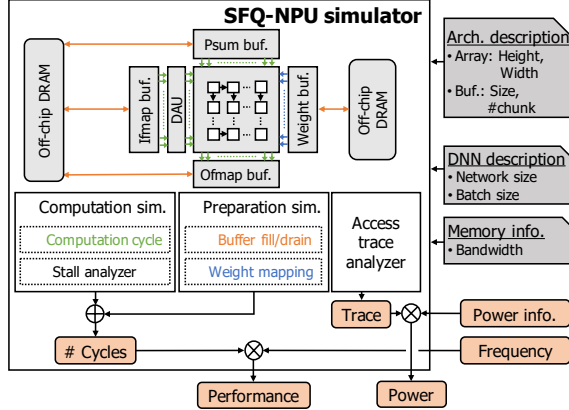 SFQ-NPU simulator
Psum buf.
Off-chip DRAM
Ifmap buf.
DAU
Weight buf.
Off-chip
DRAM
Ofmap buf.
Arch. description
• Array: Height,
Width
• Buf.: Size,
#chunk
DNN description
• Network size
• Batch size
Memory info.
• Bandwidth
Computation sim.
Computation cycle
Stall analyzer
Preparation sim.
Buffer fill/drain
Weight mapping
Access
trace
analyzer
Trace
Power info.
# Cycles
Frequency
Performance
Power